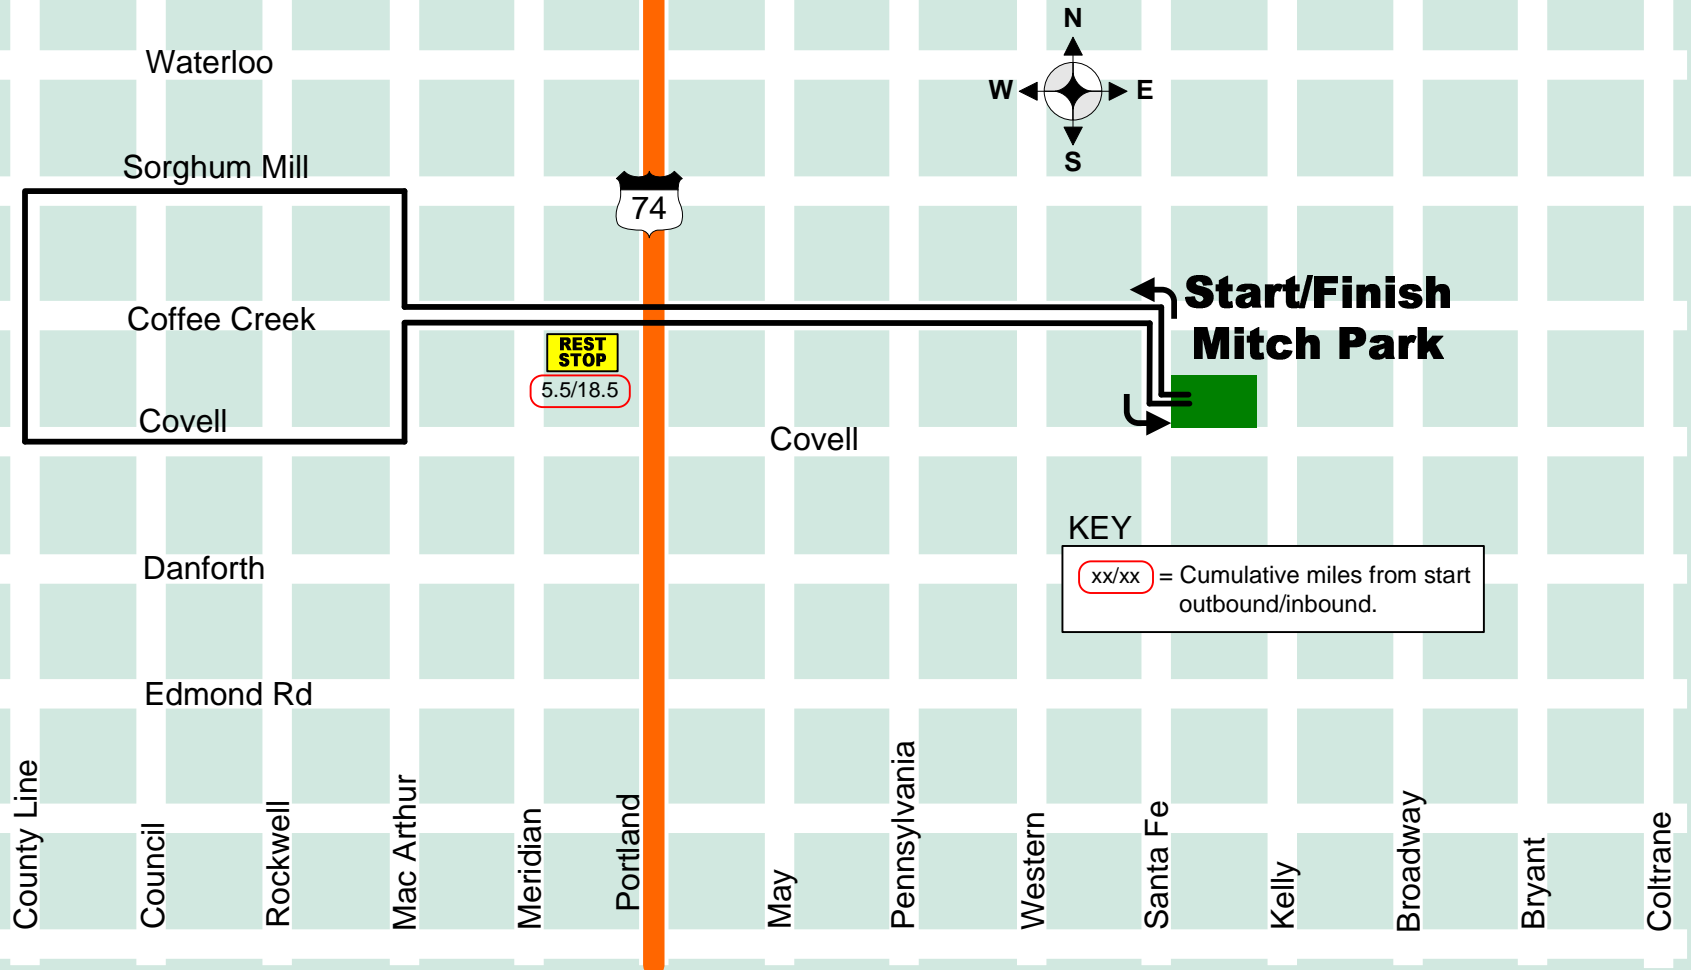 N
Waterloo
W
E
S
Sorghum Mill
74
Start/Finish
Mitch Park
Coffee Creek
REST
STOP
5.5/18.5
Covell
Covell
KEY
xx/xx = Cumulative miles from start
outbound/inbound.
Danforth
Edmond Rd
County Line
Council
Rockwell
Mac Arthur
Meridian
Portland
May
Pennsylvania
Western
Santa Fe
Kelly
Broadway
Bryant
Coltrane